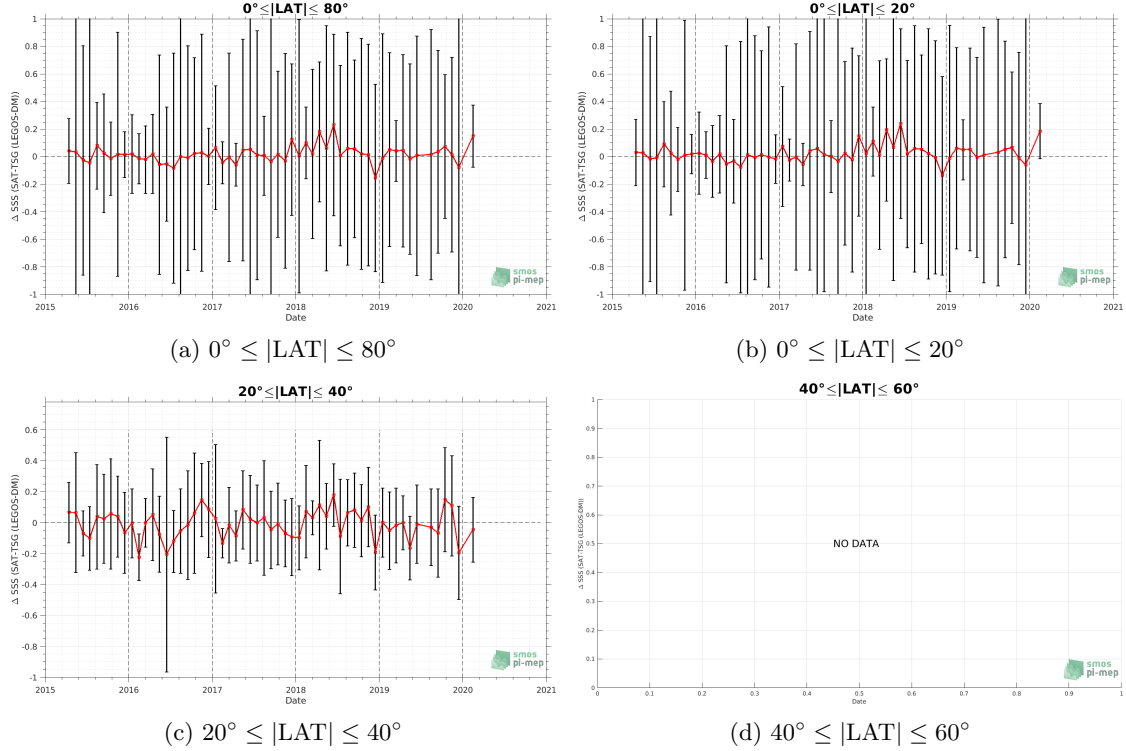 0°≤|LAT|≤ 80°
Δ SSS (SAT-TSG (LEGOS-DM))
1
0.8
0.6
0.4
0.2
0
-0.2
-0.4
-0.6
-0.8
-1
2015 2016 2017 2018 2019 2020 2021
Date
smos
pi-mep
(a) 0° ≤ |LAT| ≤ 80°
0°≤|LAT|≤ 20°
Δ SSS (SAT-TSG (LEGOS-DM))
1
0.8
0.6
0.4
0.2
0
-0.2
-0.4
-0.6
-0.8
-1
2015 2016 2017 2018 2019 2020 2021
Date
smos
pi-mep
(b) 0° ≤ |LAT| ≤ 20°
20°≤|LAT|≤ 40°
Δ SSS (SAT-TSG (LEGOS-DM))
0.6
0.4
0.2
0
-0.2
-0.4
-0.6
-0.8
-1
2015 2016 2017 2018 2019 2020 2021
Date
smos
pi-mep
(c) 20° ≤ |LAT| ≤ 40°
40°≤|LAT|≤ 60°
Δ SSS (SAT-TSG (LEGOS-DM))
1
0.9
0.8
0.7
0.6
0.5
0.4
0.3
0.2
0.1
0
NO DATA
0 0.1 0.2 0.3 0.4 0.5 0.6 0.7 0.8 0.9 1
Date
smos
pi-mep
(d) 40° ≤ |LAT| ≤ 60°